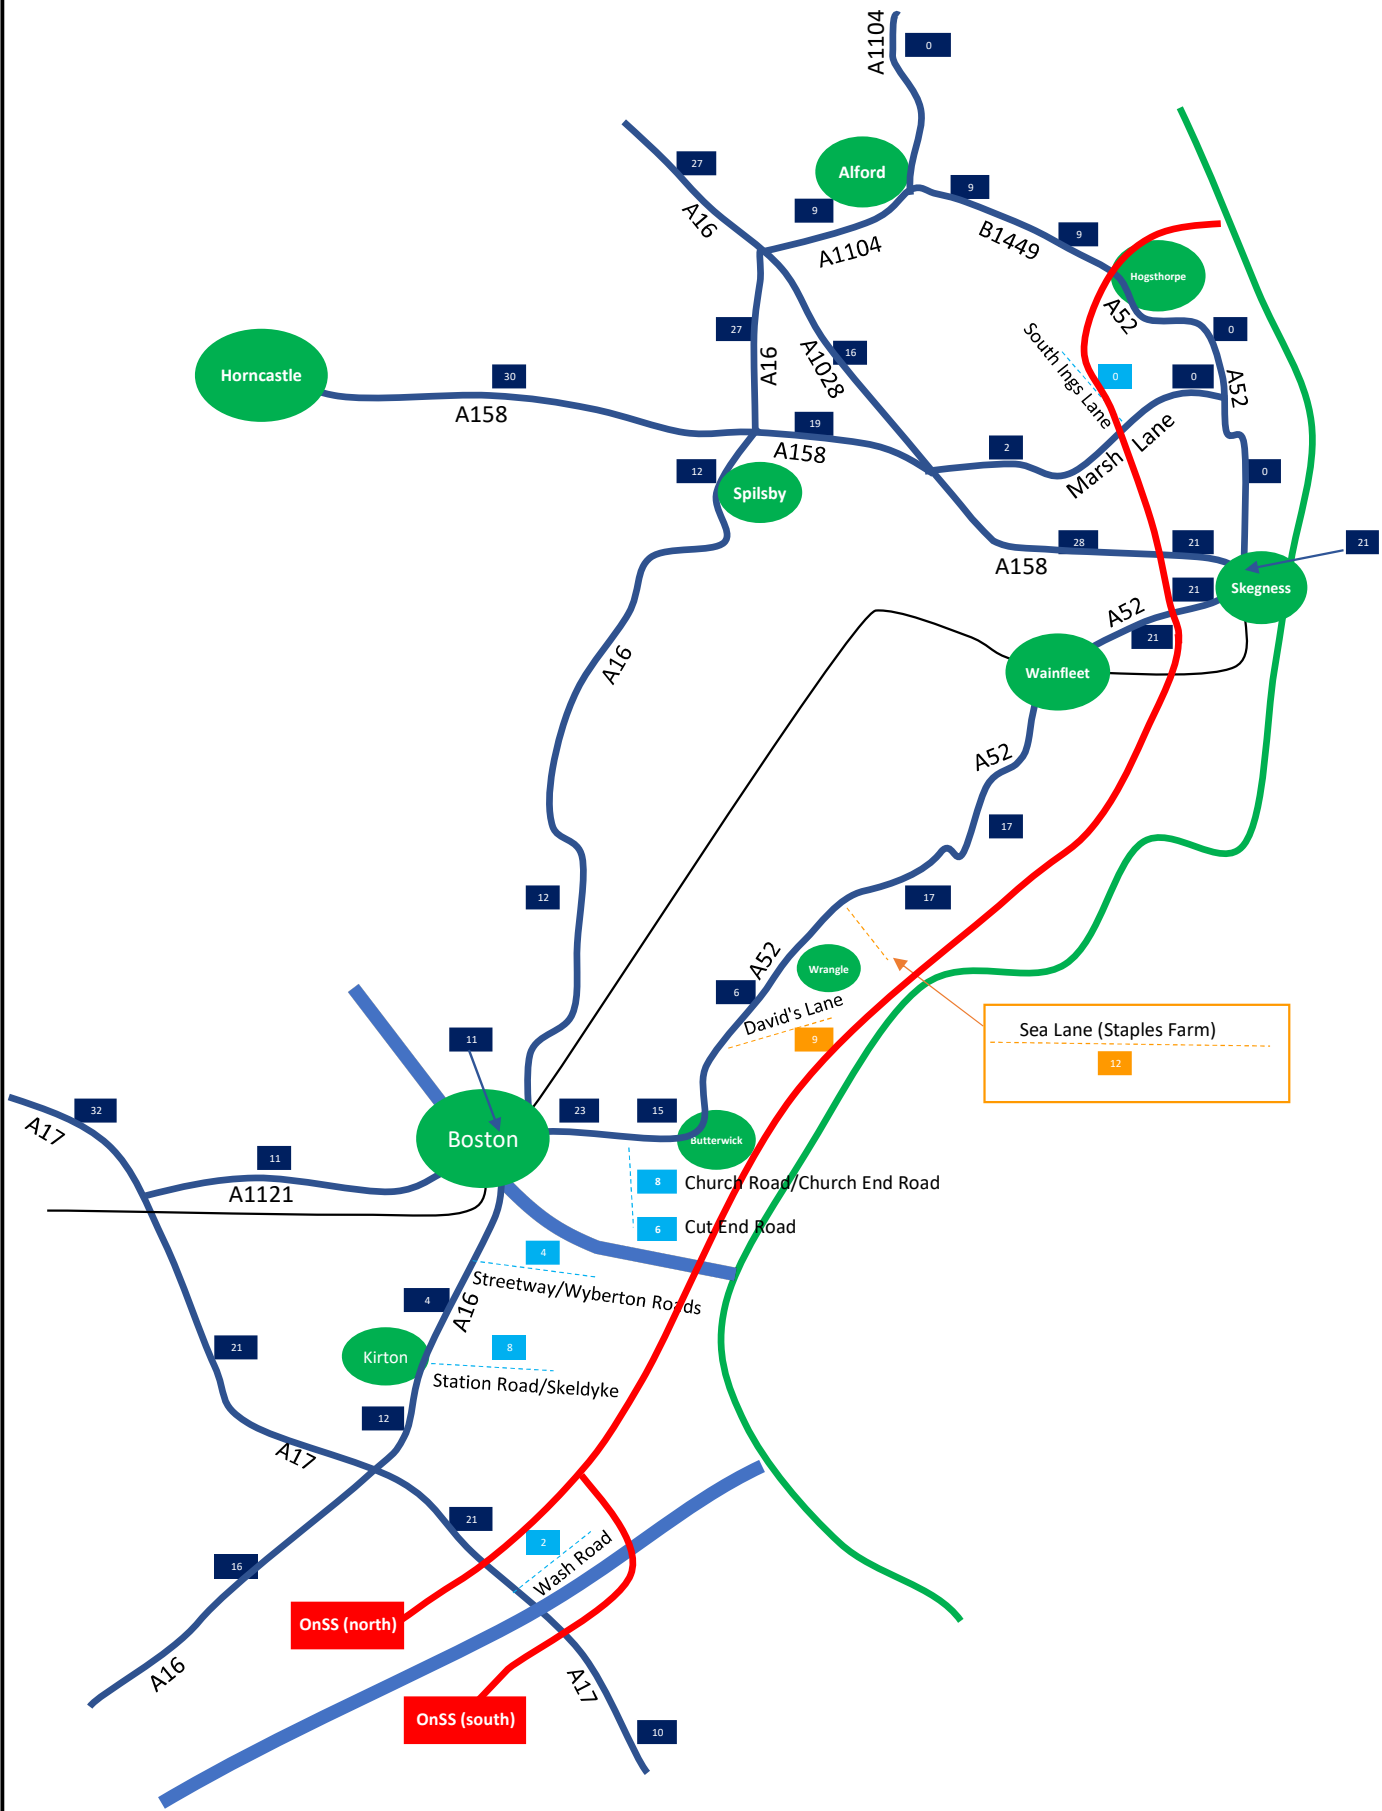 A1104
0
27
Alford
9
9
A16
A1104
B1449
9
Hogsthorpe
A52
0
27
A16
A1028
16
South Ings Lane
0
0
A52
Horncastle
30
A158
19
A158
2
Marsh Lane
12
Spilsby
0
28
21
21
A158
Skegness
21
A52
21
A16
Wainfleet
A52
17
12
17
A52
Wrangle
6
David's Lane
9
Sea Lane (Staples Farm)
12
11
32
A17
Boston
23
15
Butterwick
11
A1121
8
Church Road/Church End Road
6
Cut End Road
4
Streetway/Wyberton Roads
4
A16
21
Kirton
8
Station Road/Skeldyke
12
A17
21
2
Wash Road
16
OnSS (north)
A16
A17
OnSS (south)
10